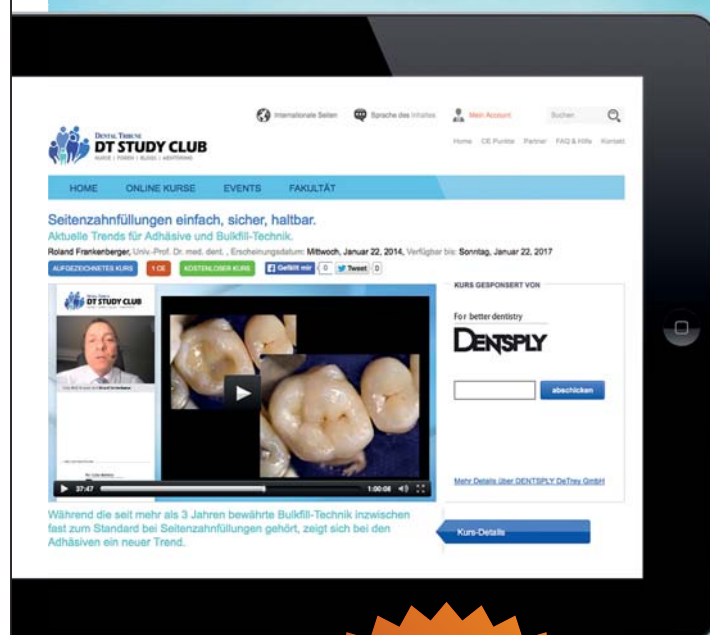 Internationale Seiten
Sprache des Inhaltes
Mein Account
Suchen
DENTAL TRIBUNE
DT STUDY CLUB
Home CE Punkte Partner FAQ & Hilfe Kontakt
HOME ONLINE KURSE EVENTS FAKULTÄT
Seitenzahnfüllungen einfach, sicher, haltbar.
Aktuelle Trends für Adhäsive und Bulkfill-Technik.
Roland Frankenberger, Univ.-Prof. Dr. med. dent. , Erscheinungsdatum: Mittwoch, Januar 22, 2014, Verfügbar bis: Sonntag, Januar 22, 2017
AUFGEZEICHNETES KURS 1 CE KOSTENLOSER KURS Gefällt mir 0 Tweet 0
DENTAL TRIBUNE
DT STUDY CLUB
37:47 1:00:08
KURS GESPONSERT VON
For better dentistry
DENTSPLY
abschicken
Mehr Details über DENTSPLY DeTrey GmbH
Während die seit mehr als 3 Jahren bewährte Bulkfill-Technik inzwischen
fast zum Standard bei Seitenzahnfüllungen gehört, zeigt sich bei den
Adhäsiven ein neuer Trend.
Kurs-Details